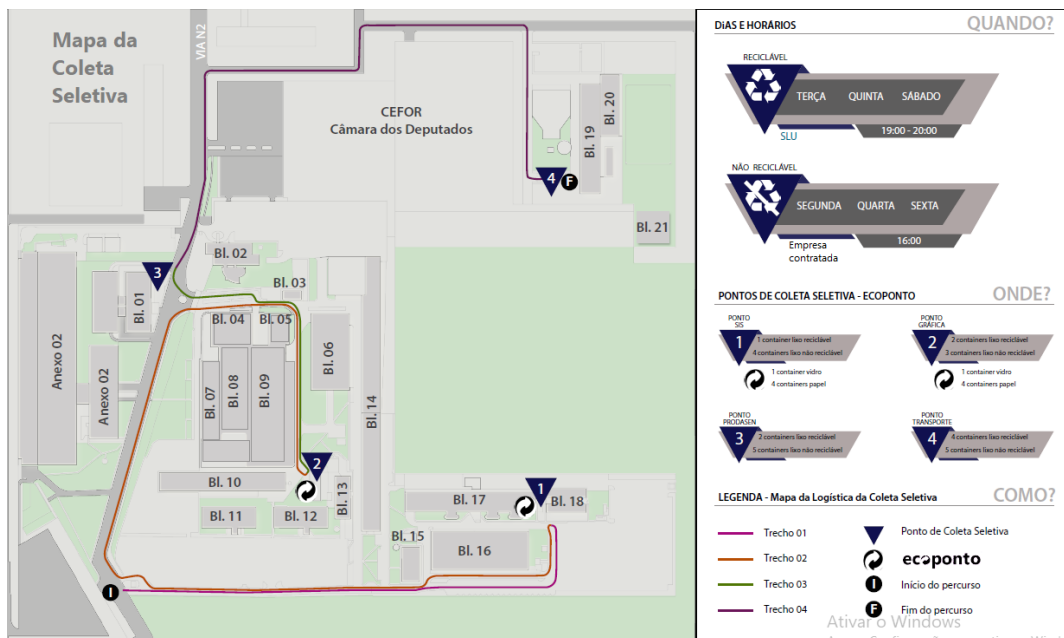 Mapa da
Coleta
Seletiva
VIA N2
CEFOR
Câmara dos Deputados
Bl. 20
Bl. 19
4
F
Bl. 21
Bl. 02
3
Bl. 03
Bl. 01
Bl. 04
Bl. 05
Bl. 06
Anexo 02
Anexo 02
Bl. 07
Bl. 08
Bl. 09
Bl. 14
2
Bl. 10
Bl. 13
Bl. 11
Bl. 12
1
Bl. 17
Bl. 18
Bl. 15
Bl. 16
I
DiAS E HORÁRIOS
QUANDO?
RECICLÁVEL
TERÇA QUINTA SÁBADO
SLU
19:00 - 20:00
NÃO RECICLÁVEL
SEGUNDA QUARTA SEXTA
Empresa
contratada
16:00
PONTOS DE COLETA SELETIVA - ECOPONTO
ONDE?
PONTO
SIS
1
1 container lixo reciclável
4 containers lixo não reciclável
1 container vidro
4 containers papel
PONTO
GRÁFICA
2
2 containers lixo reciclável
3 containers lixo não reciclável
1 container vidro
4 containers papel
PONTO
PRODASEN
3
2 containers lixo reciclável
5 containers lixo não reciclável
PONTO
TRANSPORTE
4
4 containers lixo reciclável
5 containers lixo não reciclável
LEGENDA - Mapa da Logística da Coleta Seletiva
COMO?
Trecho 01
Ponto de Coleta Seletiva
Trecho 02
ecoponto
Trecho 03
I
Início do percurso
Trecho 04
F
Fim do percurso
Ativar o Windows